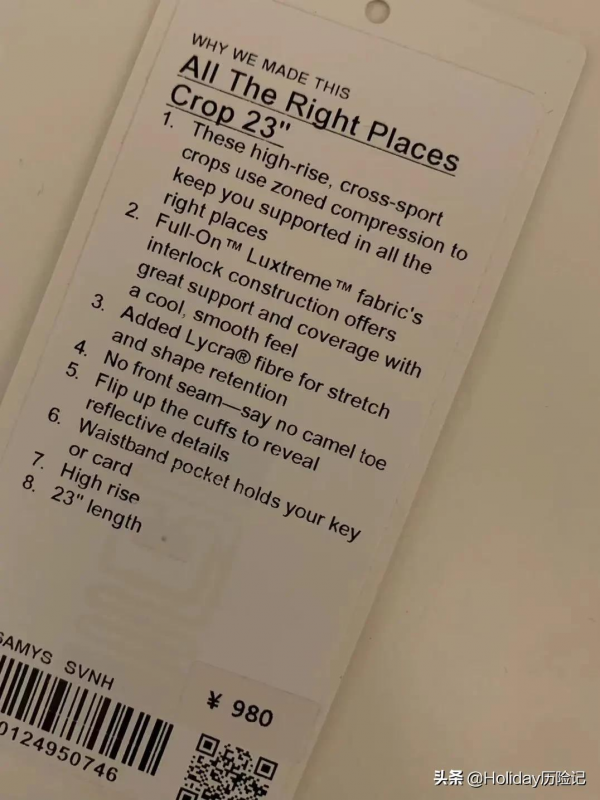 WHY WE MADE THIS
All The Right Places
Crop 23"
1. These high-rise, cross-sport
crops use zoned compression to
keep you supported in all the
right places
2. Full-On™ Luxtreme™ fabric's
interlock construction offers
great support and coverage with
a cool, smooth feel
3. Added Lycra® fibre for stretch
and shape retention
4. No front seam—say no camel toe
5. Flip up the cuffs to reveal
reflective details
6. Waistband pocket holds your key
or card
7. High rise
8. 23" length
SAMYS SVNH
¥ 980
0124950746
头条 @Holiday历险记